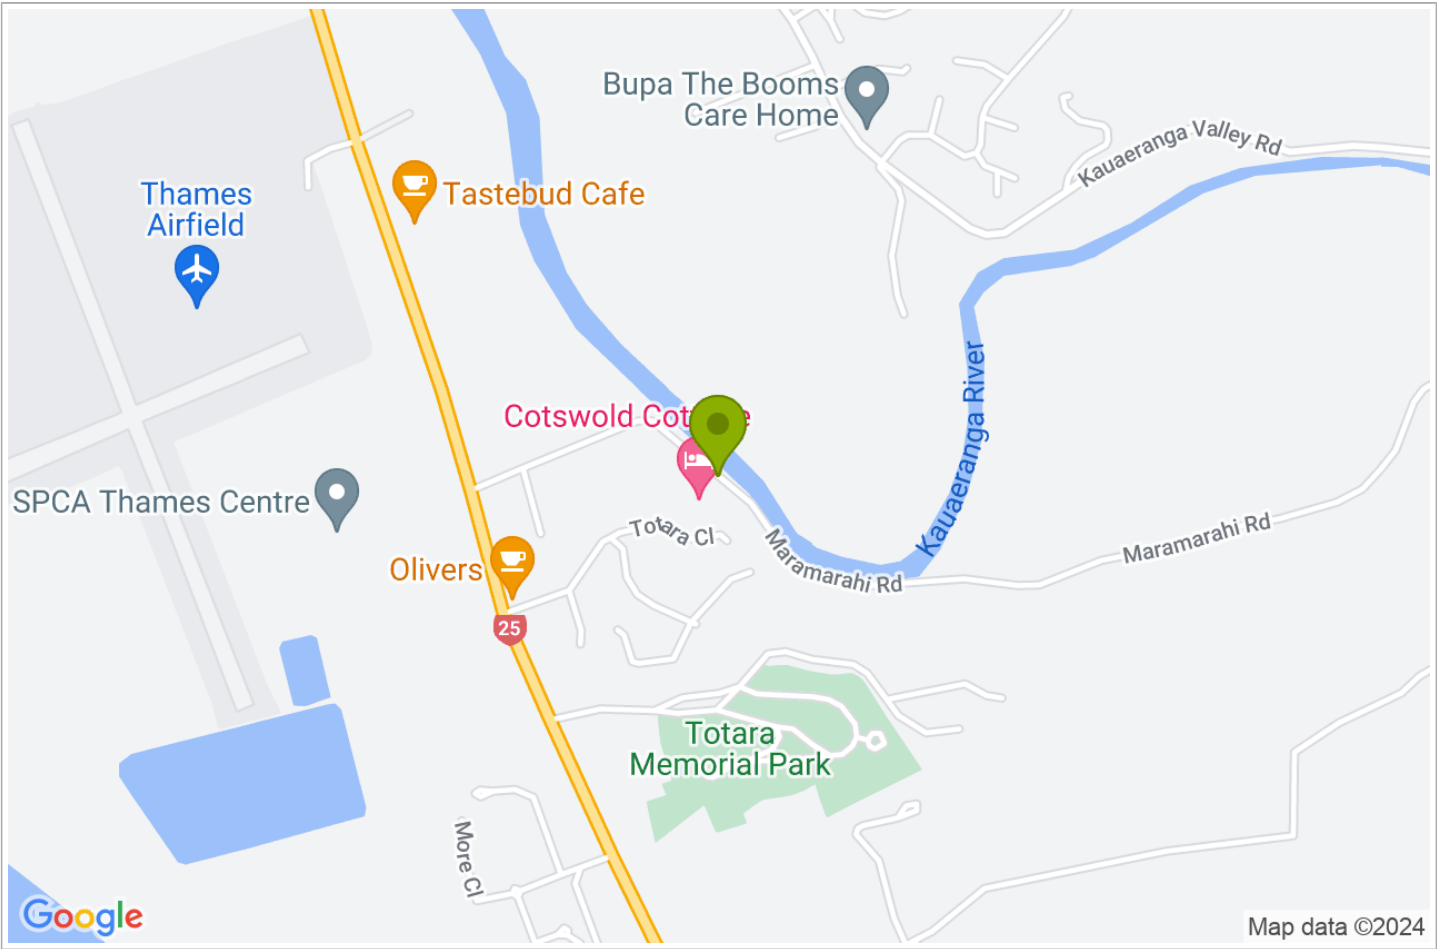 Bupa The Booms
Care Home
Kauaeranga Valley Rd
Thames
Airfield
Tastebud Cafe
Kauaeranga River
Cotswold
SPCA Thames Centre
Totara Cl
Maramarahi Rd
Maramarahi Rd
Olivers
25
Totara
Memorial Park
More Cl
Google
Map data ©2024